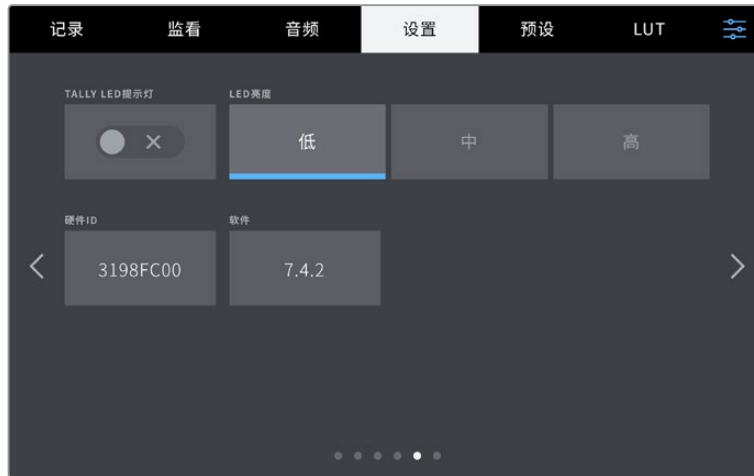 记录 监看 音频 设置 预设 LUT
TALLY LED提示灯 LED亮度
低 中 高
硬件ID 软件
3198FC00 7.4.2